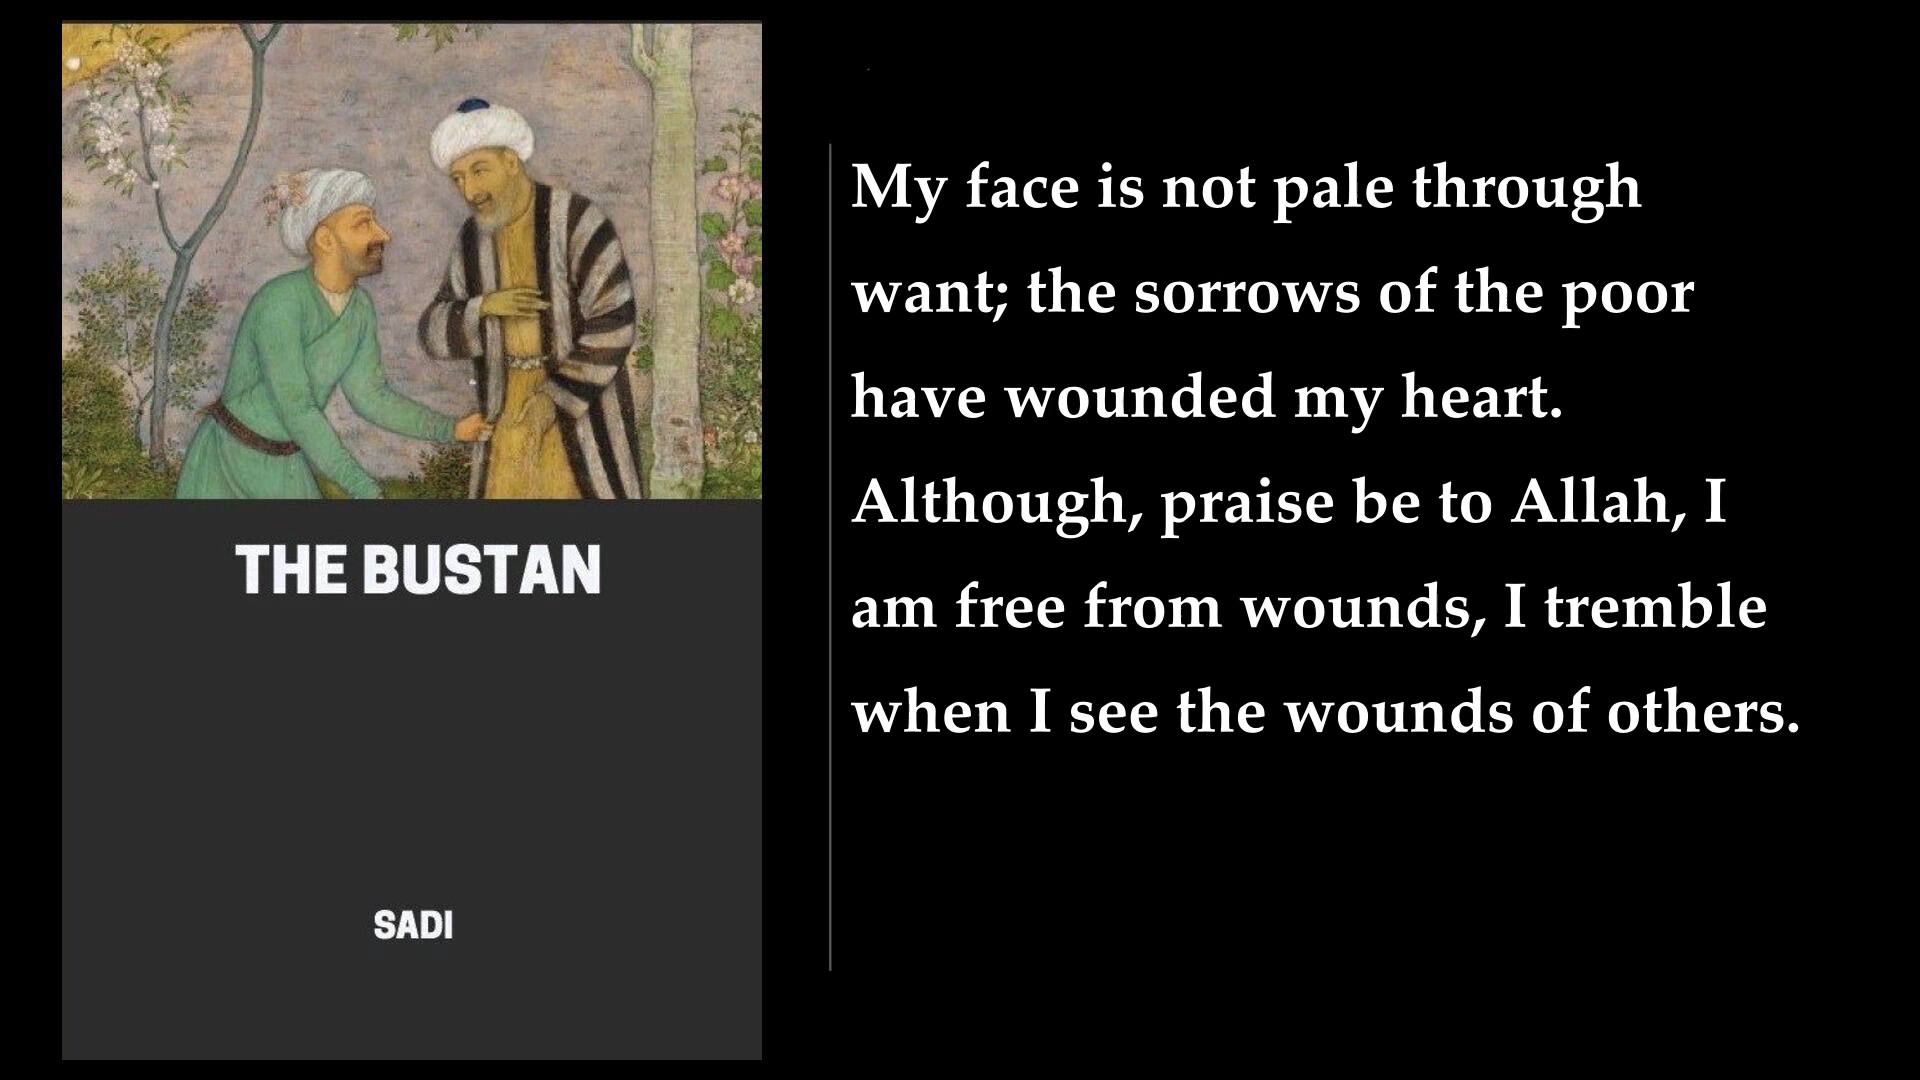 THE BUSTAN
SADI
My face is not pale through
want; the sorrows of the poor
have wounded my heart.
Although, praise be to Allah, I
am free from wounds, I tremble
when I see the wounds of others.